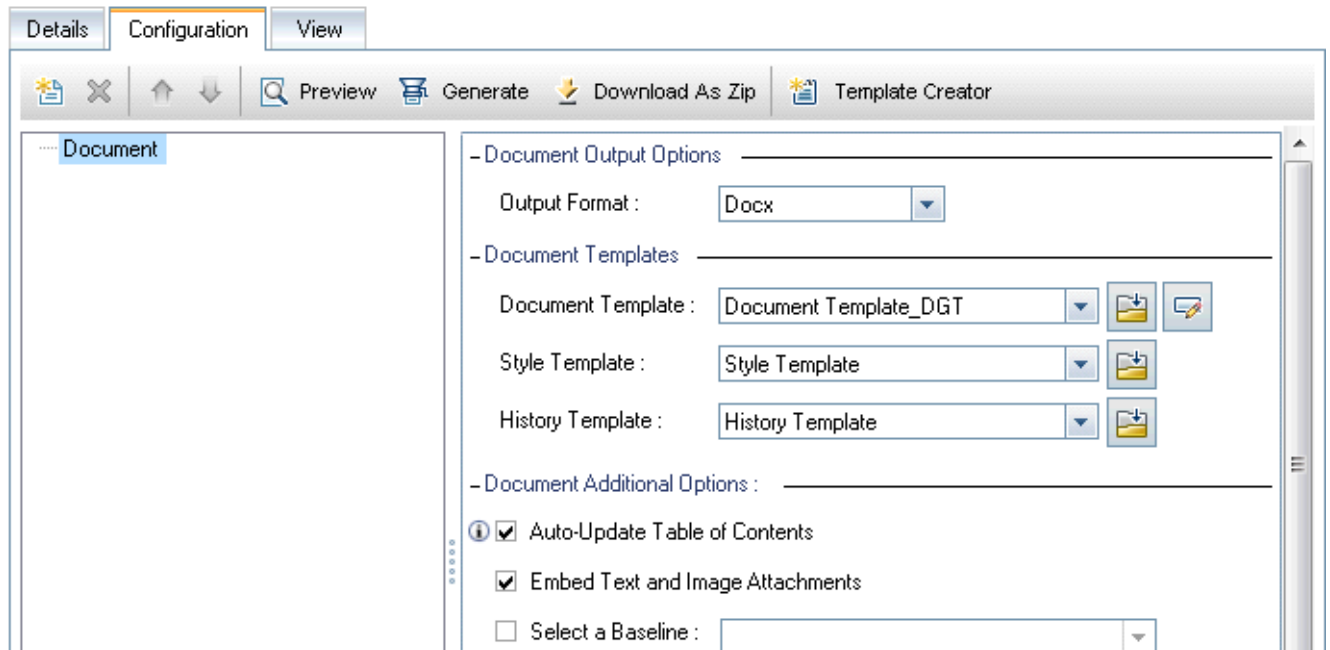 Details Configuration View
Preview Generate Download As Zip Template Creator
Document
Document Output Options
Output Format : Docx
Document Templates
Document Template : Document Template_DGT
Style Template : Style Template
History Template : History Template
Document Additional Options :
Auto-Update Table of Contents
Embed Text and Image Attachments
Select a Baseline :